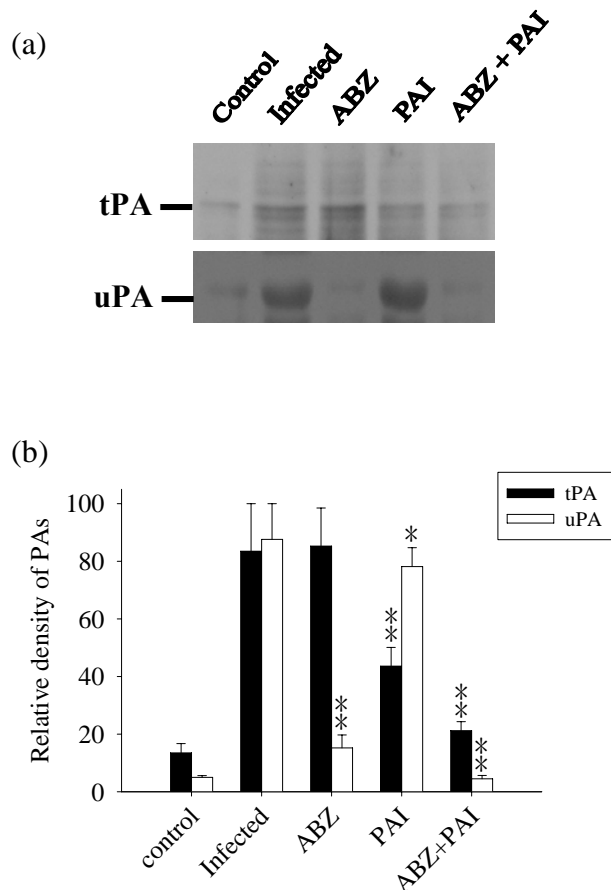 (a)
Control Infected ABZ PAI ABZ + PAI
tPA
uPA
(b)
tPA
uPA
Relative density of PAs
100
80
60
40
20
0
**
**
*
**
**
control Infected ABZ PAI ABZ+PAI